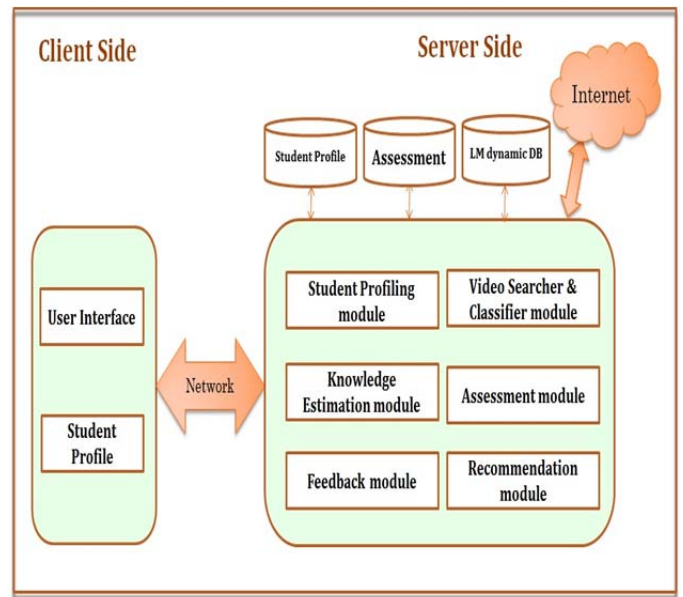 Client Side
Server Side
Internet
Student Profile
Assessment
LM dynamic DB
User Interface
Student
Profile
Network
Student Profiling
module
Video Searcher &
Classifier module
Knowledge
Estimation module
Assessment module
Feedback module
Recommendation
module